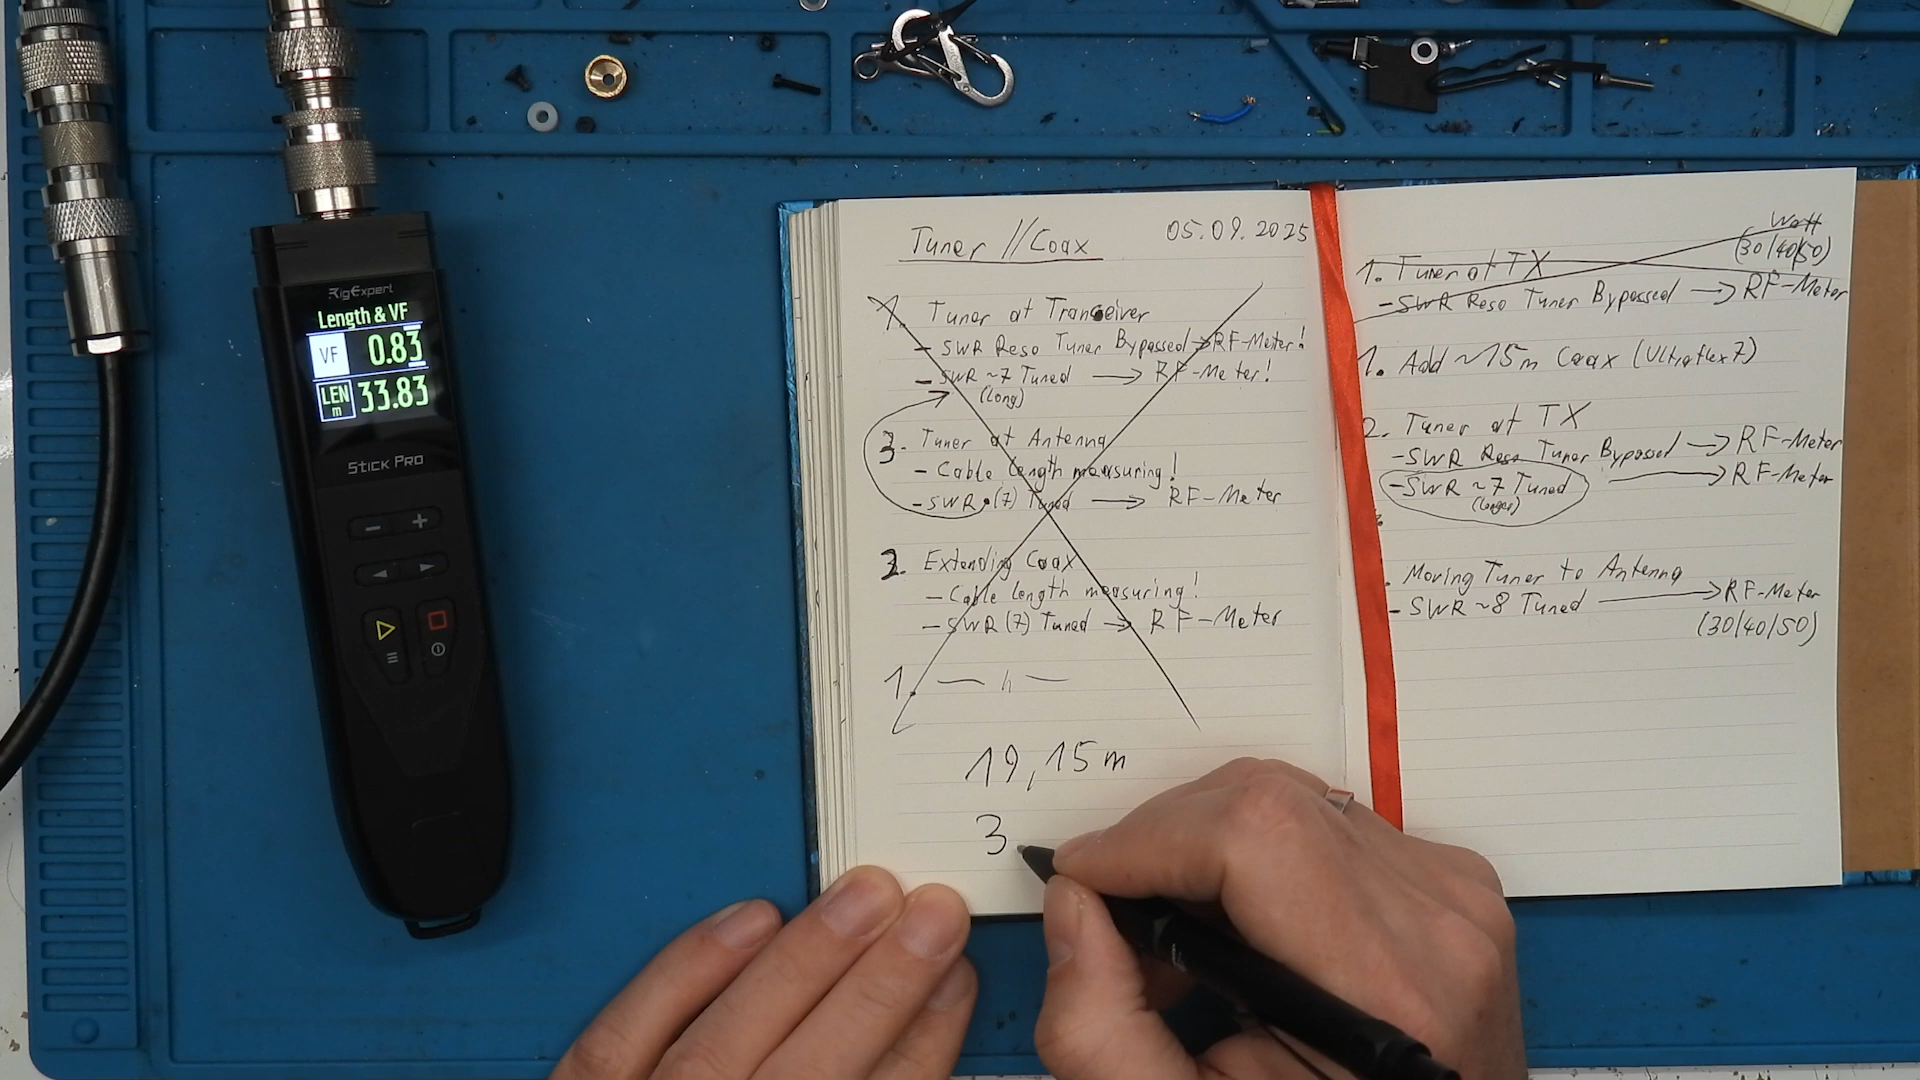 RigExpert
Length & VF
VF 0.83
LEN m 33.83
Stick Pro
Tuner // Coax 05.09.2025
1. Tuner at Tranceiver
- SWR Reso Tuner Bypassed → RF-Meter!
- SWR ~7 Tuned → RF-Meter!
(Long)
3. Tuner at Antenna
- Cable length measuring!
- SWR (7) Tuned → RF-Meter
2. Extending Coax
- Cable length measuring!
- SWR (7) Tuned → RF-Meter
1.
19,15m
3
Watt
(30/40/50)
1. Tuner at TX
- SWR Reso Tuner Bypassed → RF-Meter
1. Add ~15m Coax (Ultraflex7)
2. Tuner at TX
- SWR Reso Tuner Bypassed → RF-Meter
- SWR ~7 Tuned → RF-Meter
(Longer)
. Moving Tuner to Antenna
- SWR ~8 Tuned → RF-Meter
(30/40/50)